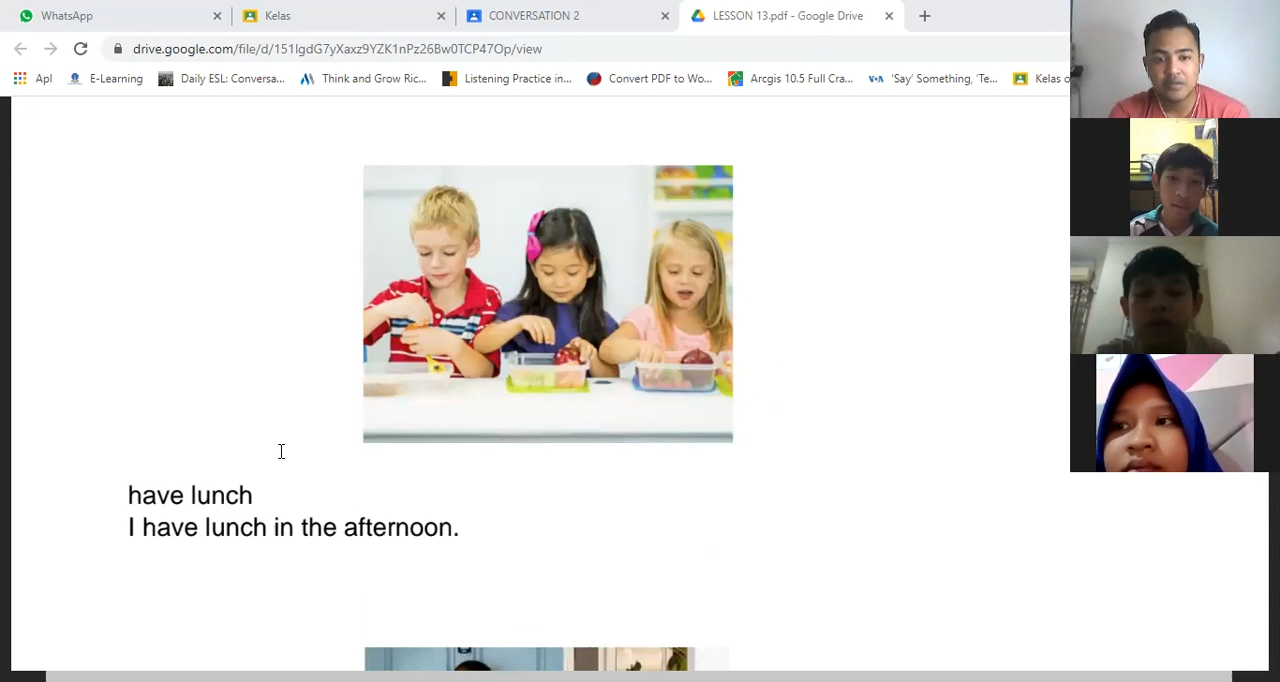 WhatsApp
Kelas
CONVERSATION 2
LESSON 13.pdf - Google Drive
drive.google.com/file/d/151lgdG7yXaxz9YZK1nPz26Bw0TCP47Op/view
Apl
E-Learning
Daily ESL: Conversa...
Think and Grow Ric...
Listening Practice in...
Convert PDF to Wo...
Arcgis 10.5 Full Cra...
VOA 'Say' Something, 'Te...
Kelas o
have lunch
I have lunch in the afternoon.